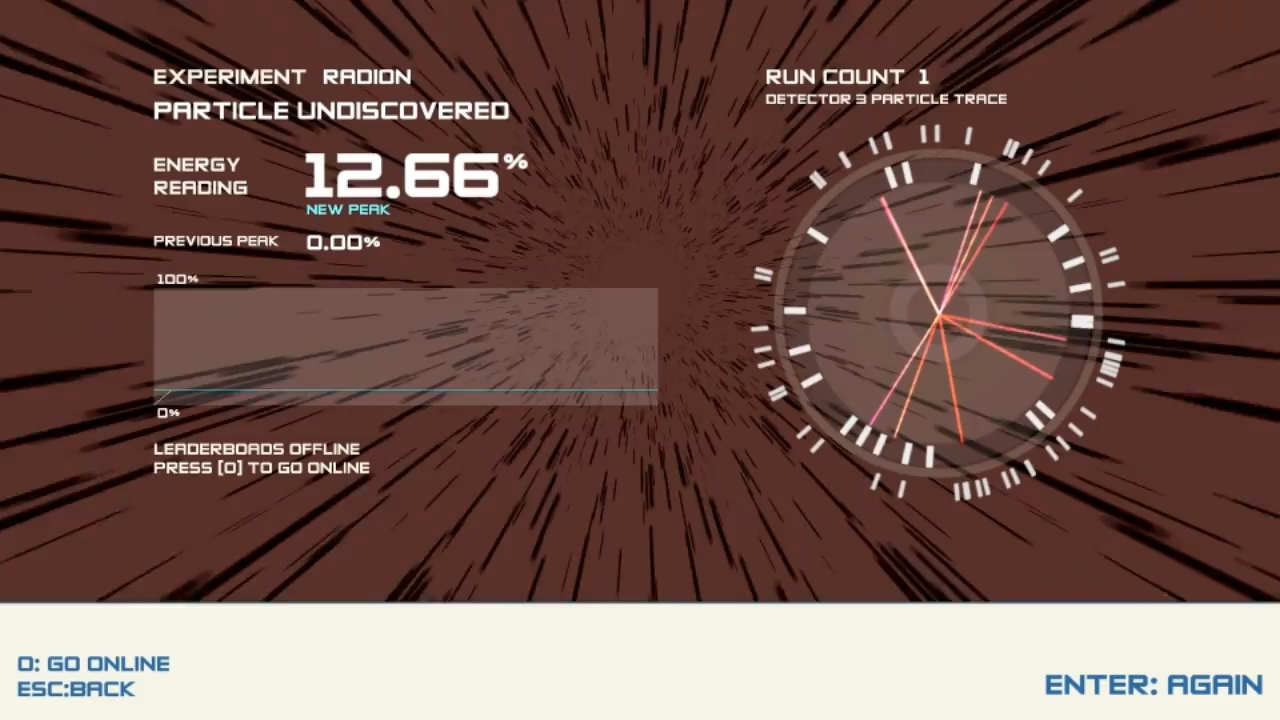 EXPERIMENT RADION
PARTICLE UNDISCOVERED
ENERGY READING 12.66%
NEW PEAK
PREVIOUS PEAK 0.00%
100%
0%
LEADERBOADS OFFLINE
PRESS [O] TO GO ONLINE
RUN COUNT 1
DETECTOR 3 PARTICLE TRACE
O: GO ONLINE
ESC:BACK
ENTER: AGAIN